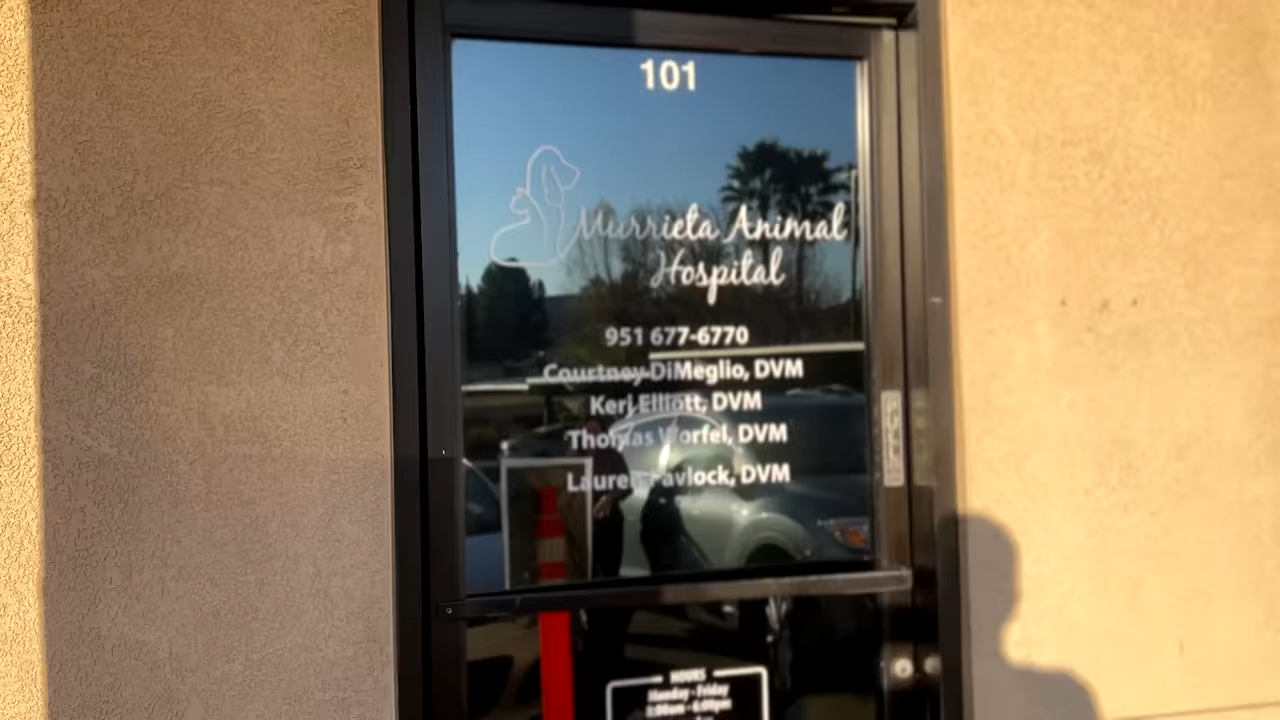 101
Murrieta Animal
Hospital
951 677-6770
Courtney DiMeglio, DVM
Keri Elliott, DVM
Thomas Worfel, DVM
Lauren Pavlock, DVM
PULL
HOURS
Monday - Friday